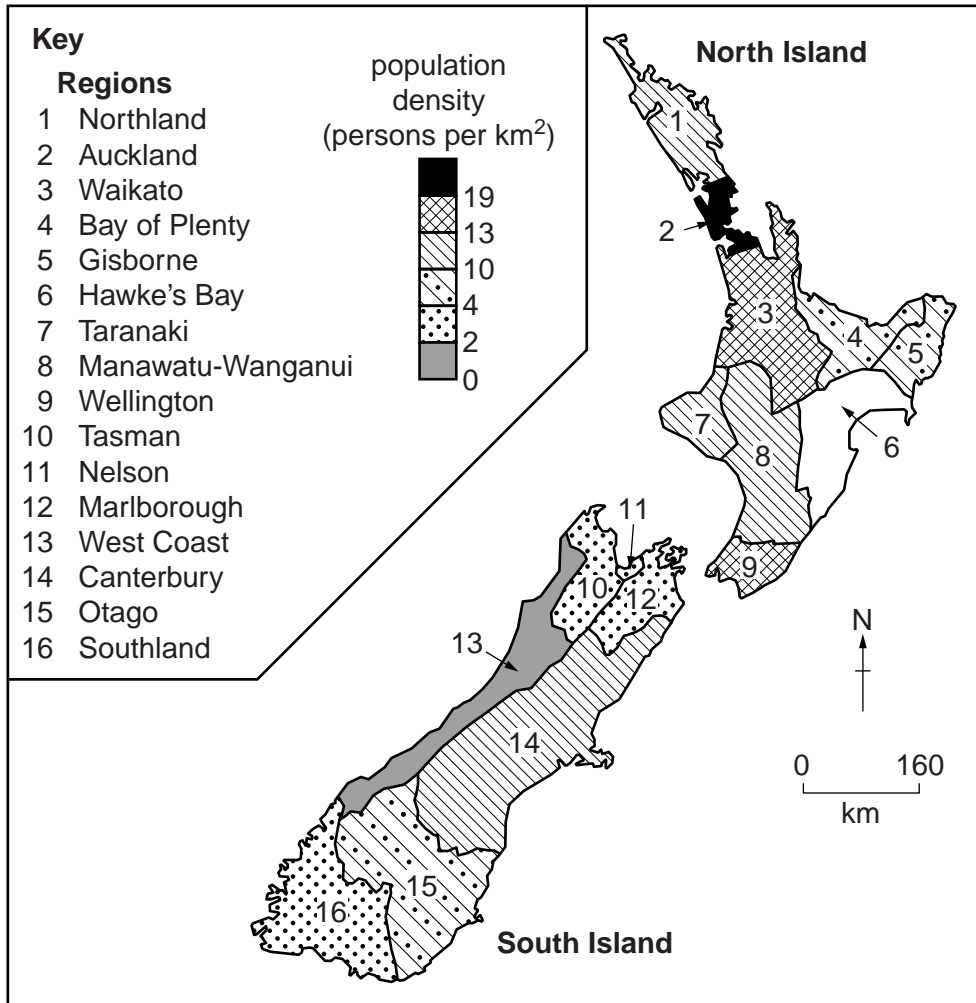 Key
Regions
1 Northland
2 Auckland
3 Waikato
4 Bay of Plenty
5 Gisborne
6 Hawke's Bay
7 Taranaki
8 Manawatu-Wanganui
9 Wellington
10 Tasman
11 Nelson
12 Marlborough
13 West Coast
14 Canterbury
15 Otago
16 Southland
population
density
(persons per km²)
19
13
10
4
2
0
North Island
1
2
3
4
5
6
7
8
9
10
11
12
13
14
15
16
South Island
N
0 160
km